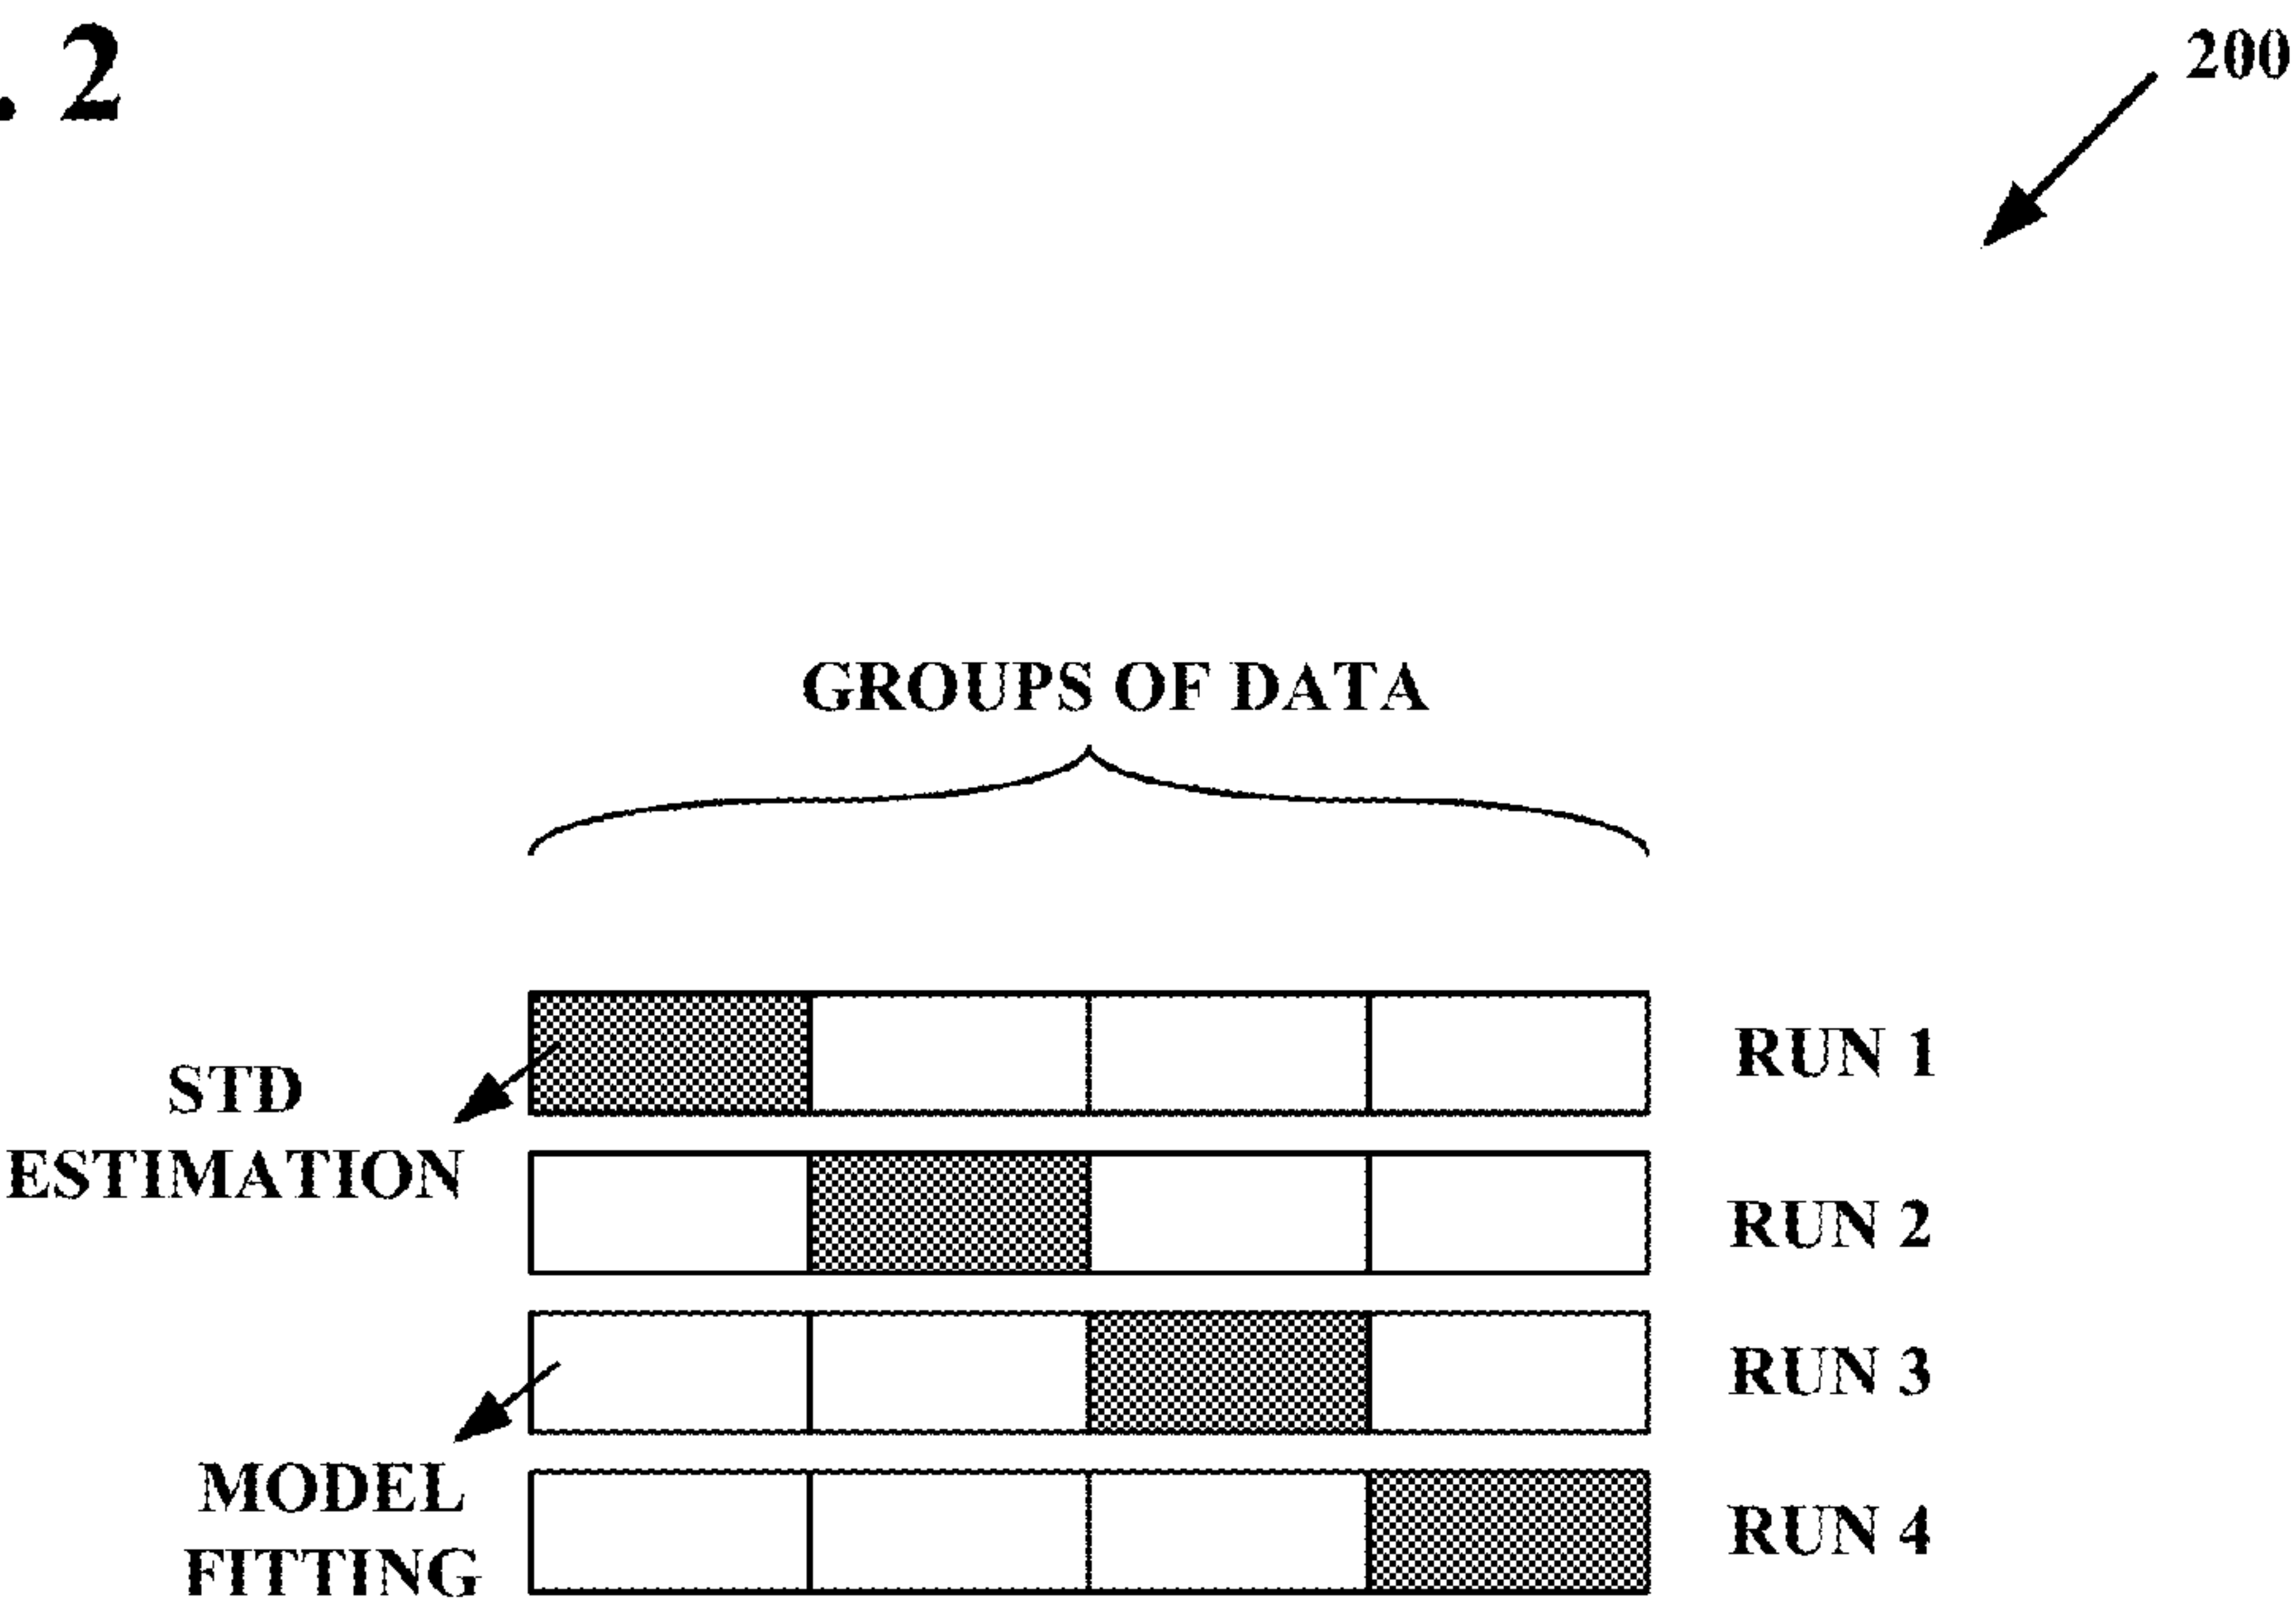 . 2
200
GROUPS OF DATA
RUN 1
STD
ESTIMATION
RUN 2
RUN 3
MODEL
FITTING
RUN 4